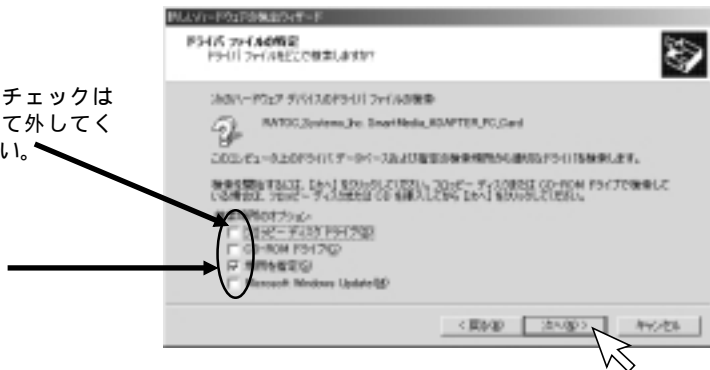 チェックは
て外してく
い。
新しいハードウェアの検出ウィザード
ドライバ ファイルの特定
ドライバ ファイルをどこで検索しますか?
次のハードウェア デバイスのドライバ ファイルの検索:
RATOC_Systems_Inc. SmartMedia_ADAPTER_PC_Card
このコンピュータ上のドライバ データベースおよび指定の検索場所から適切なドライバを検索します。
検索を開始するには、[次へ] をクリックしてください。フロッピー ディスクまたは CD-ROM ドライブで検索して
いる場合は、フロッピー ディスクまたは CD を挿入してから [次へ] をクリックしてください。
検索場所のオプション:
フロッピー ディスク ドライブ(D)
CD-ROM ドライブ(C)
場所を指定(S)
Microsoft Windows Update(M)
< 戻る(B)
次へ(N) >
キャンセル